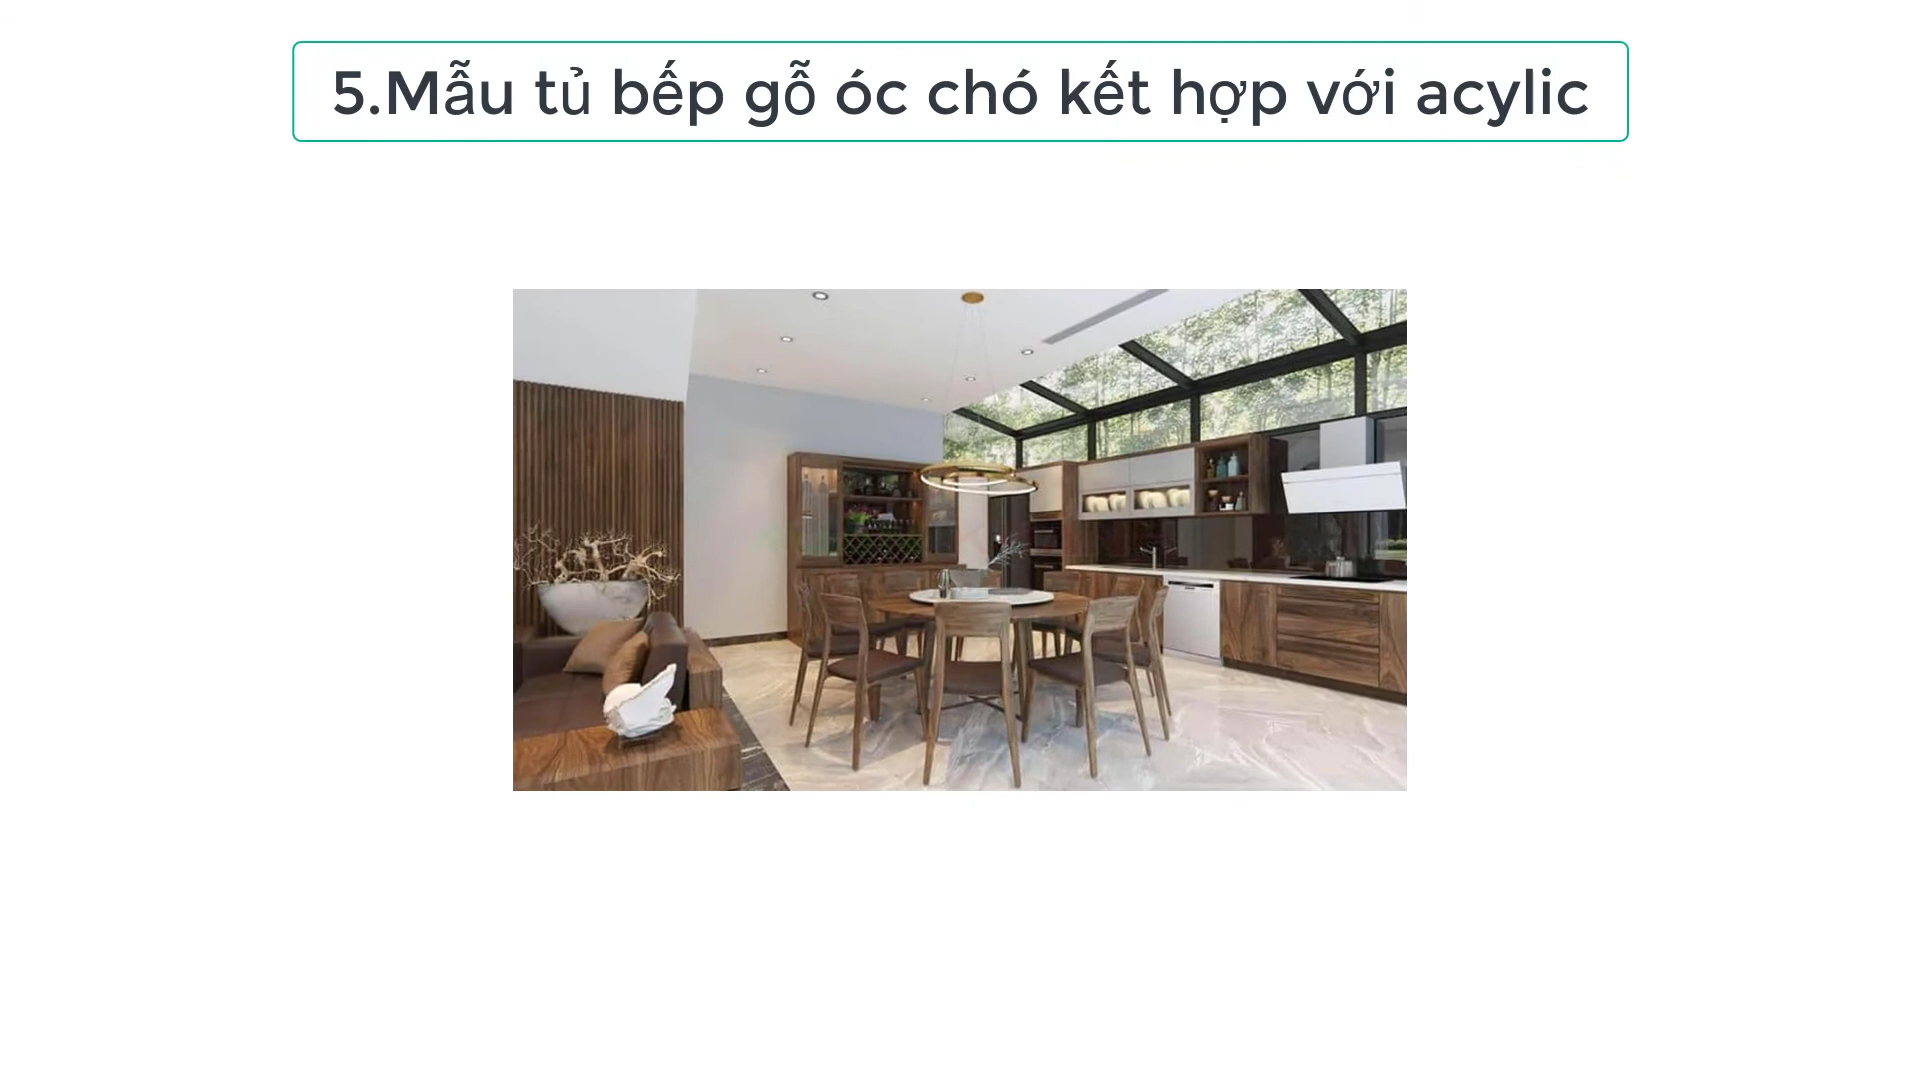 5.Mẫu tủ bếp gỗ óc chó kết hợp với acylic